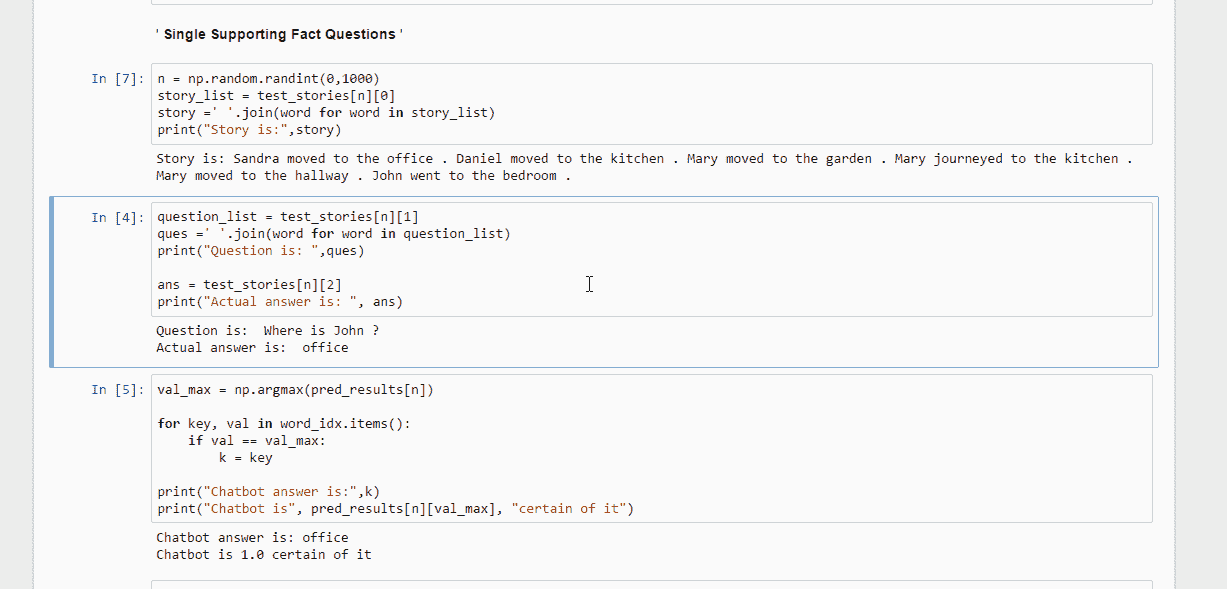 ' Single Supporting Fact Questions '
In [7]: n = np.random.randint(0,1000)
story_list = test_stories[n][0]
story =' '.join(word for word in story_list)
print("Story is:",story)
Story is: Sandra moved to the office . Daniel moved to the kitchen . Mary moved to the garden . Mary journeyed to the kitchen .
Mary moved to the hallway . John went to the bedroom .
In [4]: question_list = test_stories[n][1]
ques =' '.join(word for word in question_list)
print("Question is: ",ques)
ans = test_stories[n][2]
print("Actual answer is: ", ans)
Question is:  Where is John ?
Actual answer is:  office
In [5]: val_max = np.argmax(pred_results[n])
for key, val in word_idx.items():
    if val == val_max:
        k = key
print("Chatbot answer is:",k)
print("Chatbot is", pred_results[n][val_max], "certain of it")
Chatbot answer is: office
Chatbot is 1.0 certain of it